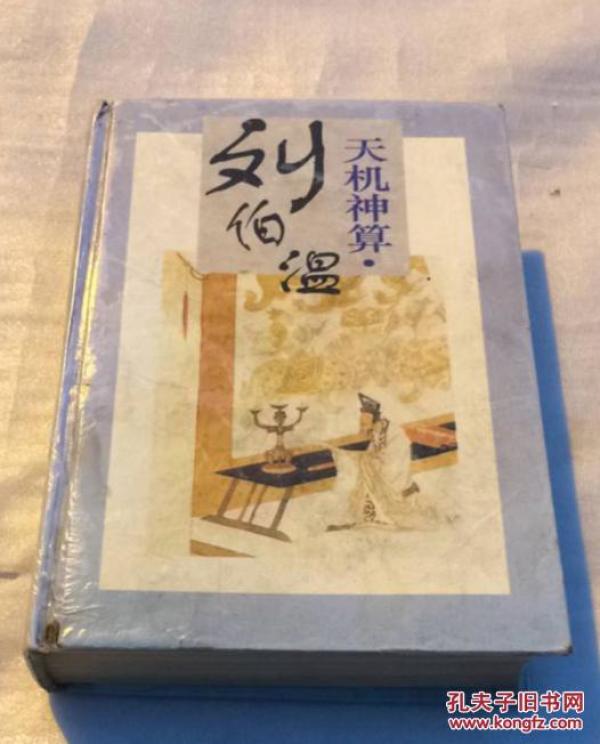 天机神算·
刘
伯
温
孔夫子旧书网
www.kongfz.com